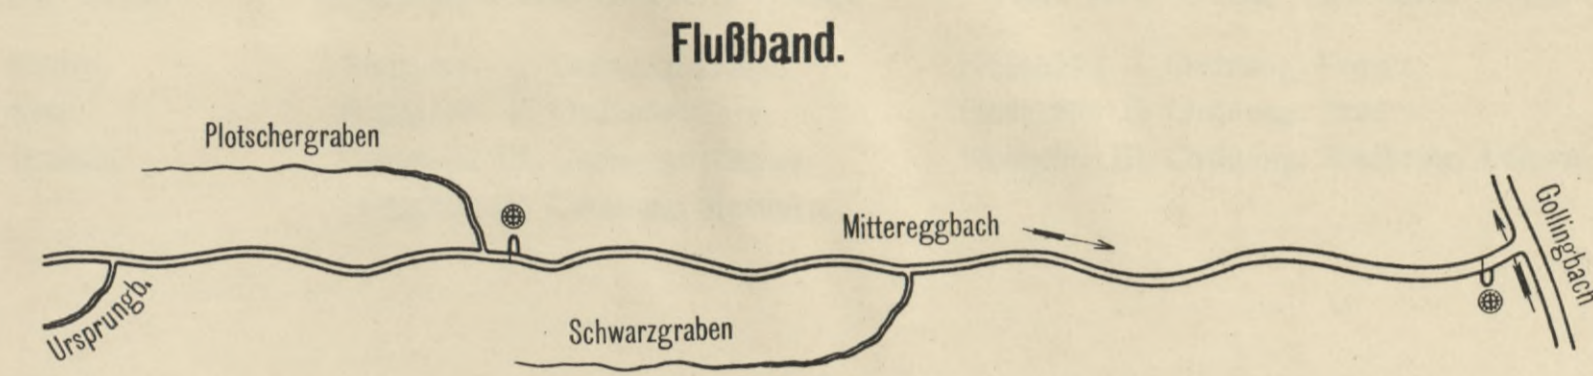 Flußband.
Plotschergraben
Mittereggbach
Gollingbach
Ursprungb.
Schwarzgraben